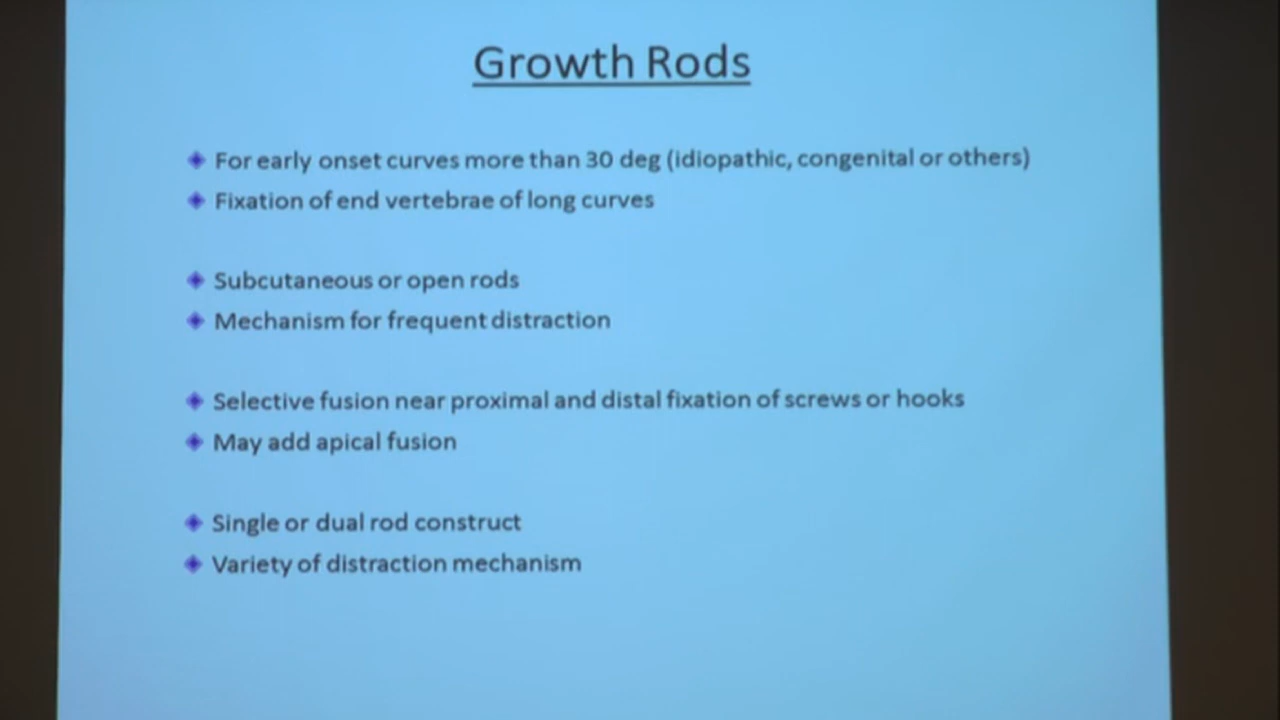 Growth Rods
For early onset curves more than 30 deg (idiopathic, congenital or others)
Fixation of end vertebrae of long curves
Subcutaneous or open rods
Mechanism for frequent distraction
Selective fusion near proximal and distal fixation of screws or hooks
May add apical fusion
Single or dual rod construct
Variety of distraction mechanism